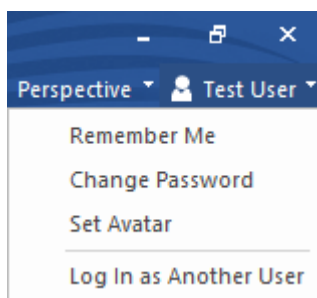 Perspective Test User
Remember Me
Change Password
Set Avatar
Log In as Another User